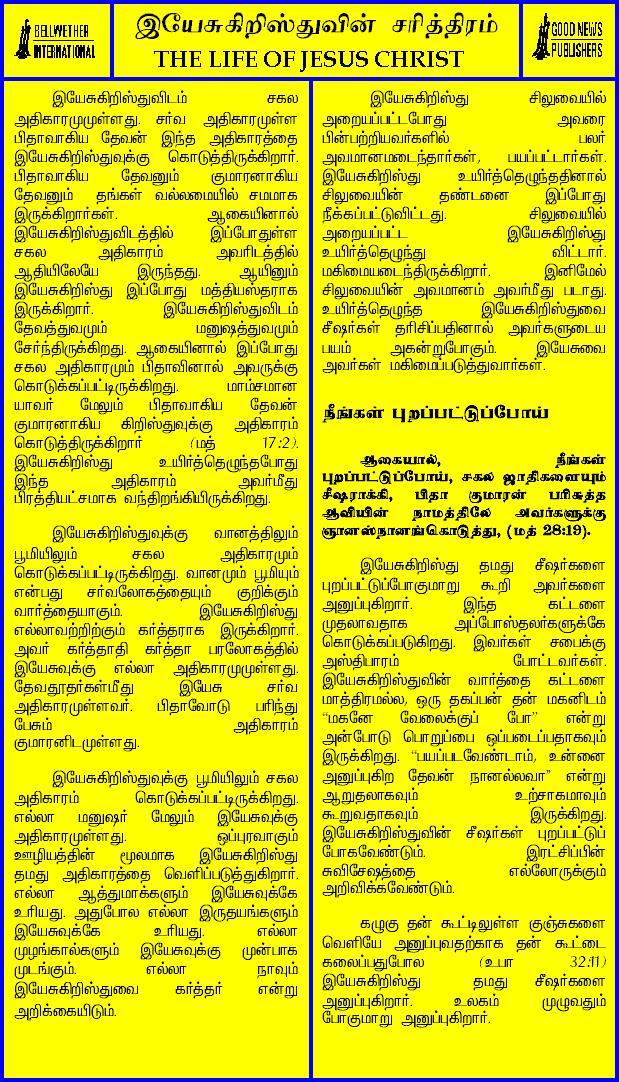 BELLWETHER
INTERNATIONAL
இயேசுகிறிஸ்துவின் சரித்திரம்
THE LIFE OF JESUS CHRIST
GOOD NEWS
PUBLISHERS
இயேசுகிறிஸ்துவிடம் சகல
அதிகாரமுமுள்ளது. சர்வ அதிகாரமுள்ள
பிதாவாகிய தேவன் இந்த அதிகாரத்தை
இயேசுகிறிஸ்துவுக்கு கொடுத்திருக்கிறார்.
பிதாவாகிய தேவனும் குமாரனாகிய
தேவனும் தங்கள் வல்லமையில் சமமாக
இருக்கிறார்கள். ஆகையினால்
இயேசுகிறிஸ்துவிடத்தில் இப்போதுள்ள
சகல அதிகாரம் அவரிடத்தில்
ஆதியிலேயே இருந்தது. ஆயினும்
இயேசுகிறிஸ்து இப்போது மத்தியஸ்தராக
இருக்கிறார். இயேசுகிறிஸ்துவிடம்
தேவத்துவமும் மனுஷத்துவமும்
சேர்ந்திருக்கிறது. ஆகையினால் இப்போது
சகல அதிகாரமும் பிதாவினால் அவருக்கு
கொடுக்கப்பட்டிருக்கிறது. மாம்சமான
யாவர் மேலும் பிதாவாகிய தேவன்
குமாரனாகிய கிறிஸ்துவுக்கு அதிகாரம்
கொடுத்திருக்கிறார் (மத் 17:2).
இயேசுகிறிஸ்து உயிர்த்தெழுந்தபோது
இந்த அதிகாரம் அவர்மீது
பிரத்தியட்சமாக வந்திறங்கியிருக்கிறது.
இயேசுகிறிஸ்துவுக்கு வானத்திலும்
பூமியிலும் சகல அதிகாரமும்
கொடுக்கப்பட்டிருக்கிறது. வானமும் பூமியும்
என்பது சர்வலோகத்தையும் குறிக்கும்
வார்த்தையாகும். இயேசுகிறிஸ்து
எல்லாவற்றிற்கும் கர்த்தராக இருக்கிறார்.
அவர் கர்த்தாதி கர்த்தா பரலோகத்தில்
இயேசுவுக்கு எல்லா அதிகாரமுமுள்ளது.
தேவதூதர்கள்மீது இயேசு சர்வ
அதிகாரமுள்ளவர். பிதாவோடு பரிந்து
பேசும் அதிகாரம்
குமாரனிடமுள்ளது.
இயேசுகிறிஸ்துவுக்கு பூமியிலும் சகல
அதிகாரம் கொடுக்கப்பட்டிருக்கிறது.
எல்லா மனுஷர் மேலும் இயேசுவுக்கு
அதிகாரமுள்ளது. ஒப்புரவாகும்
ஊழியத்தின் மூலமாக இயேசுகிறிஸ்து
தமது அதிகாரத்தை வெளிப்படுத்துகிறார்.
எல்லா ஆத்துமாக்களும் இயேசுவுக்கே
உரியது. அதுபோல எல்லா இருதயங்களும்
இயேசுவுக்கே உரியது. எல்லா
முழங்கால்களும் இயேசுவுக்கு முன்பாக
முடங்கும். எல்லா நாவும்
இயேசுகிறிஸ்துவை கர்த்தர் என்று
அறிக்கையிடும்.
இயேசுகிறிஸ்து சிலுவையில்
அறையப்பட்டபோது அவரை
பின்பற்றியவர்களில் பலர்
அவமானமடைந்தார்கள், பயப்பட்டார்கள்.
இயேசுகிறிஸ்து உயிர்த்தெழுந்ததினால்
சிலுவையின் தண்டனை இப்போது
நீக்கப்பட்டுவிட்டது. சிலுவையில்
அறையப்பட்ட இயேசுகிறிஸ்து
உயிர்த்தெழுந்து விட்டார்.
மகிமையடைந்திருக்கிறார். இனிமேல்
சிலுவையின் அவமானம் அவர்மீது படாது.
உயிர்த்தெழுந்த இயேசுகிறிஸ்துவை
சீஷர்கள் தரிசிப்பதினால் அவர்களுடைய
பயம் அகன்றுபோகும். இயேசுவை
அவர்கள் மகிமைப்படுத்துவார்கள்.
நீங்கள் புறப்பட்டுப்போய்
ஆகையால், நீங்கள்
புறப்பட்டுப்போய், சகல ஜாதிகளையும்
சீஷராக்கி, பிதா குமாரன் பரிசுத்த
ஆவியின் நாமத்திலே அவர்களுக்கு
ஞானஸ்நானங்கொடுத்து, (மத் 28:19).
இயேசுகிறிஸ்து தமது சீஷர்களை
புறப்பட்டுப்போகுமாறு கூறி அவர்களை
அனுப்புகிறார். இந்த கட்டளை
முதலாவதாக அப்போஸ்தலர்களுக்கே
கொடுக்கப்படுகிறது. இவர்கள் சபைக்கு
அஸ்திபாரம் போட்டவர்கள்.
இயேசுகிறிஸ்துவின் வார்த்தை கட்டளை
மாத்திரமல்ல, ஒரு தகப்பன் தன் மகனிடம்
“மகனே வேலைக்குப் போ” என்று
அன்போடு பொறுப்பை ஒப்படைப்பதாகவும்
இருக்கிறது. “பயப்படவேண்டாம், உன்னை
அனுப்புகிற தேவன் நானல்லவா” என்று
ஆறுதலாகவும் உற்சாகமாவும்
கூறுவதாகவும் இருக்கிறது.
இயேசுகிறிஸ்துவின் சீஷர்கள் புறப்பட்டுப்
போகவேண்டும். இரட்சிப்பின்
சுவிசேஷத்தை எல்லோருக்கும்
அறிவிக்கவேண்டும்.
கழுகு தன் கூட்டிலுள்ள குஞ்சுகளை
வெளியே அனுப்புவதற்காக தன் கூட்டை
கலைப்பதுபோல (உபா 32:11)
இயேசுகிறிஸ்து தமது சீஷர்களை
அனுப்புகிறார். உலகம் முழுவதும்
போகுமாறு அனுப்புகிறார்.